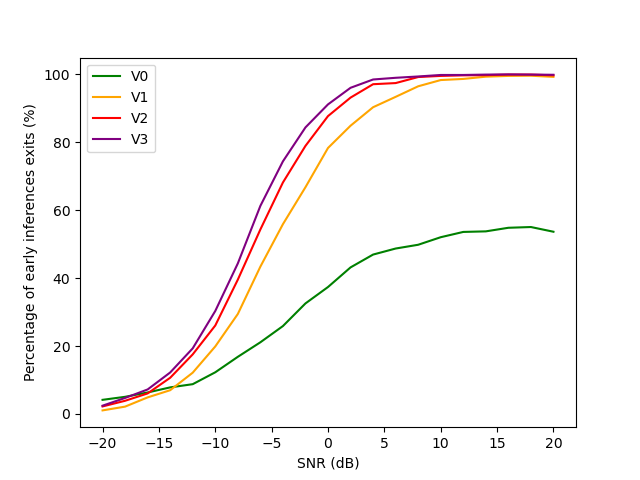 V0
V1
V2
V3
100
80
60
40
20
0
Percentage of early inferences exits (%)
−20 −15 −10 −5 0 5 10 15 20
SNR (dB)